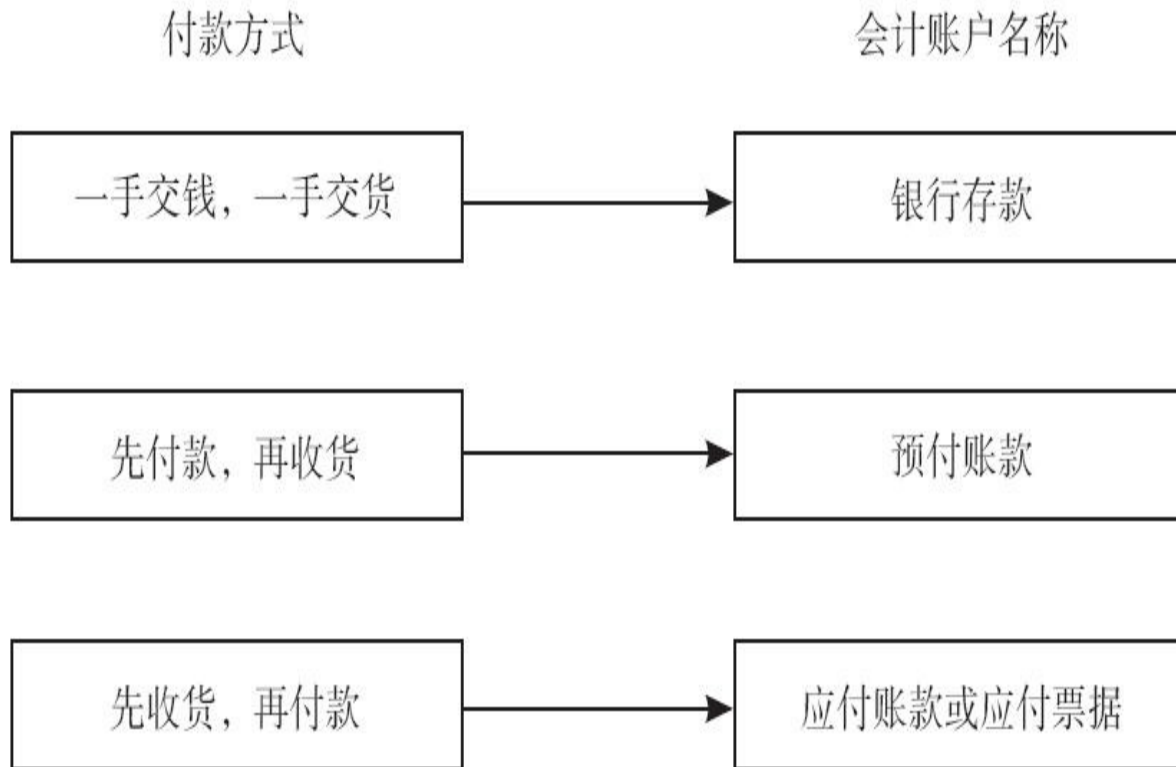 付款方式
会计账户名称
一手交钱，一手交货
银行存款
先付款，再收货
预付账款
先收货，再付款
应付账款或应付票据